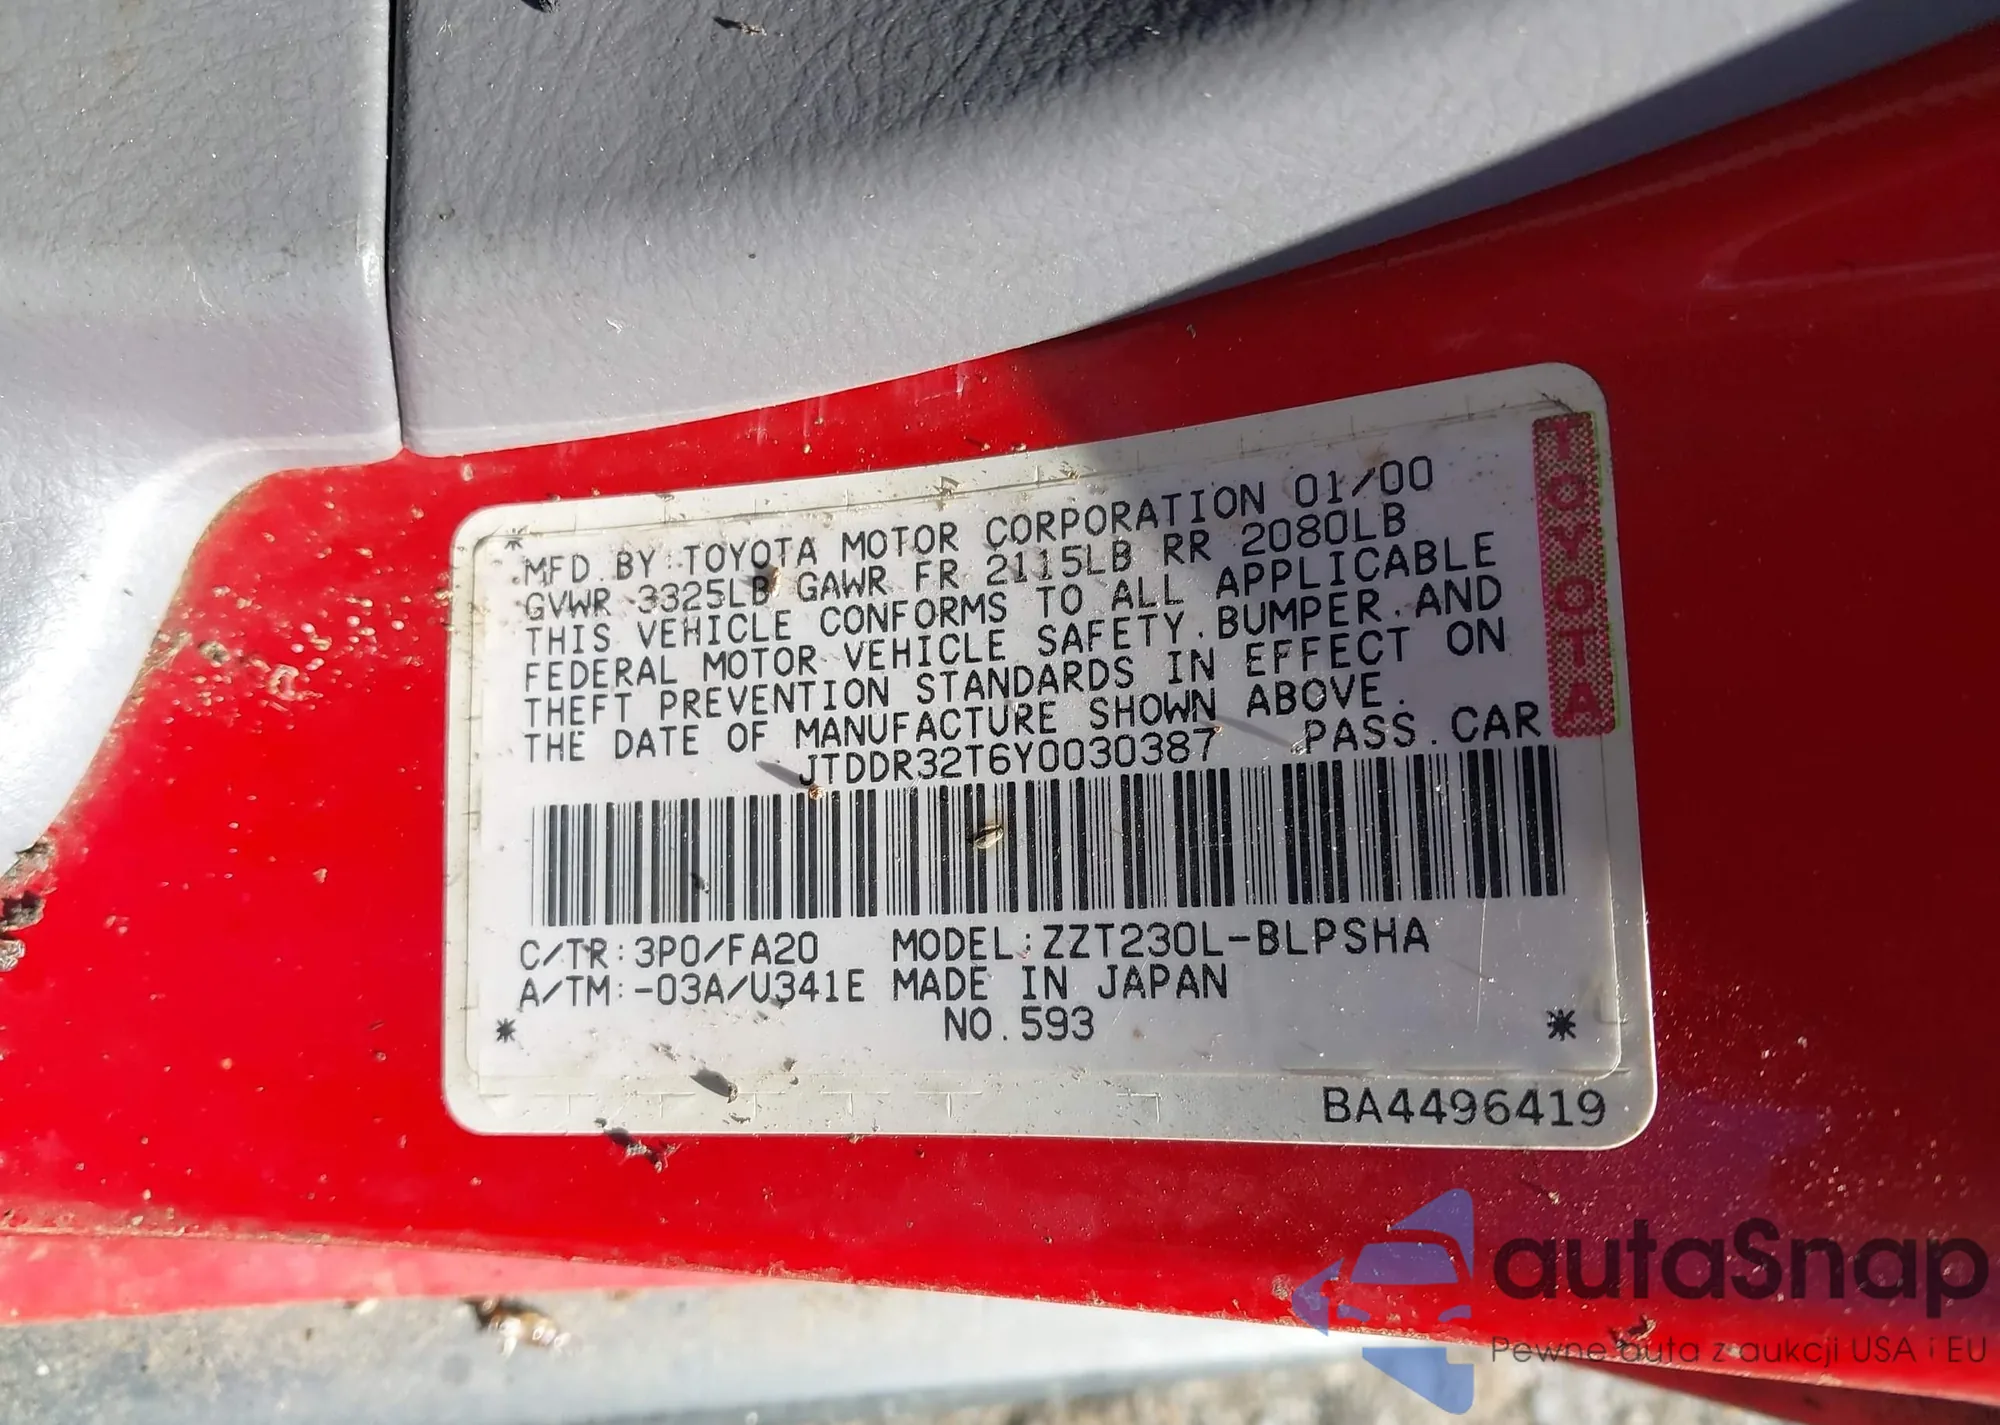 MFD. BY: TOYOTA MOTOR CORPORATION 01/00
GVWR 3325LB GAWR FR 2115LB RR 2080LB
THIS VEHICLE CONFORMS TO ALL APPLICABLE
FEDERAL MOTOR VEHICLE SAFETY. BUMPER. AND
THEFT PREVENTION STANDARDS IN EFFECT ON
THE DATE OF MANUFACTURE SHOWN ABOVE.
JTDDR32T6Y0030387 PASS. CAR
C/TR: 3P0/FA20 MODEL: ZZT230L-BLPSHA
A/TM: -03A/U341E MADE IN JAPAN
* NO. 593 *
BA4496419
TOYOTA
autaSnap
Pewne auta z aukcji USA i EU